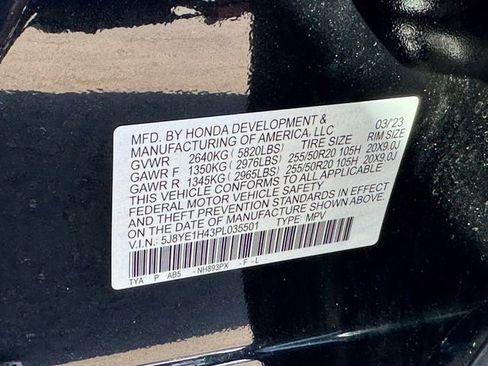 MFD. BY HONDA DEVELOPMENT & 03/23
MANUFACTURING OF AMERICA, LLC
GVWR 2640KG ( 5820LBS) TIRE SIZE RIM SIZE
GAWR F 1350KG ( 2976LBS) 255/50R20 105H 20X9.0J
GAWR R 1345KG ( 2965LBS) 255/50R20 105H 20X9.0J
THIS VEHICLE CONFORMS TO ALL APPLICABLE
FEDERAL MOTOR VEHICLE SAFETY
AND THEFT PREVENTION STANDARDS IN EFFECT
ON THE DATE OF MANUFACTURE SHOWN ABOVE.
V.I.N.: 5J8YE1H43PL035501 TYPE: MPV
TYA P AB5 -NH893PX -F-L